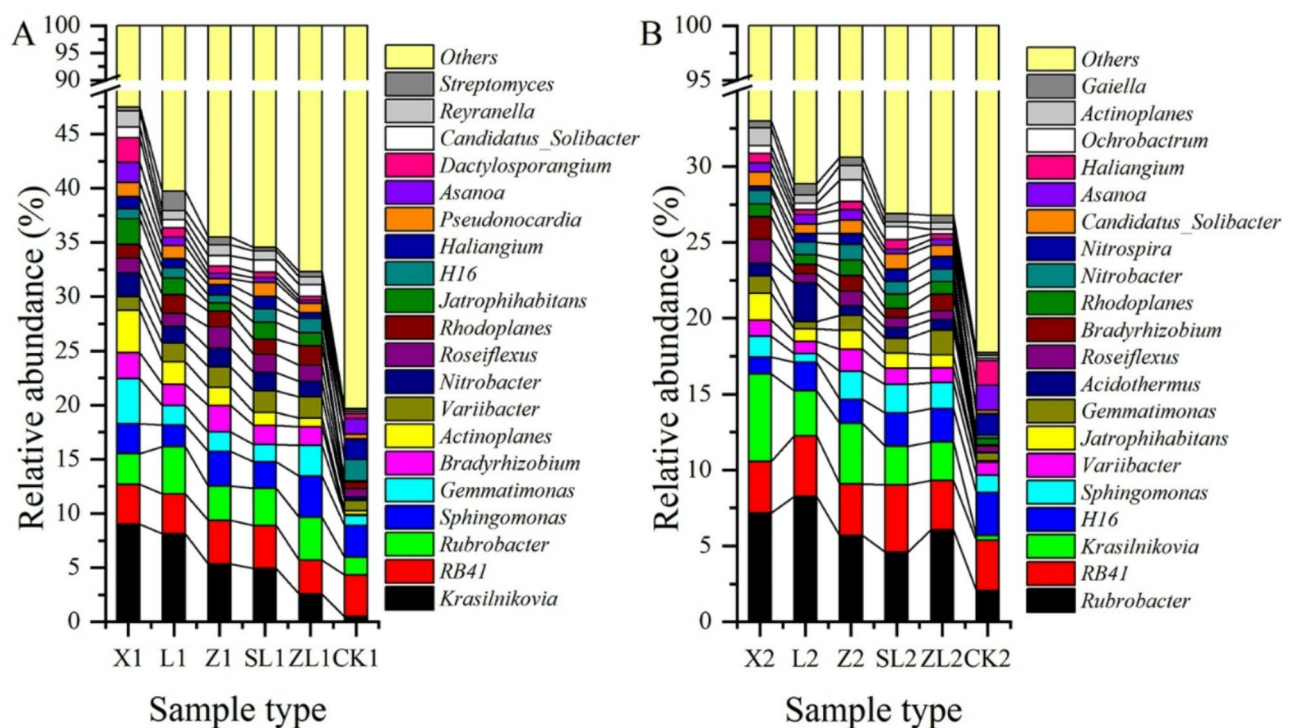 A
Relative abundance (%)
100
95
90
45
40
35
30
25
20
15
10
5
0
X1 L1 Z1 SL1 ZL1 CK1
Sample type
Others
Streptomyces
Reyranella
Candidatus_Solibacter
Dactylosporangium
Asanoa
Pseudonocardia
Haliangium
H16
Jatrophihabitans
Rhodoplanes
Roseiflexus
Nitrobacter
Variibacter
Actinoplanes
Bradyrhizobium
Gemmatimonas
Sphingomonas
Rubrobacter
RB41
Krasilnikovia
B
Relative abundance (%)
100
95
30
25
20
15
10
5
0
X2 L2 Z2 SL2 ZL2 CK2
Sample type
Others
Gaiella
Actinoplanes
Ochrobactrum
Haliangium
Asanoa
Candidatus_Solibacter
Nitrospira
Nitrobacter
Rhodoplanes
Bradyrhizobium
Roseiflexus
Acidothermus
Gemmatimonas
Jatrophihabitans
Variibacter
Sphingomonas
H16
Krasilnikovia
RB41
Rubrobacter